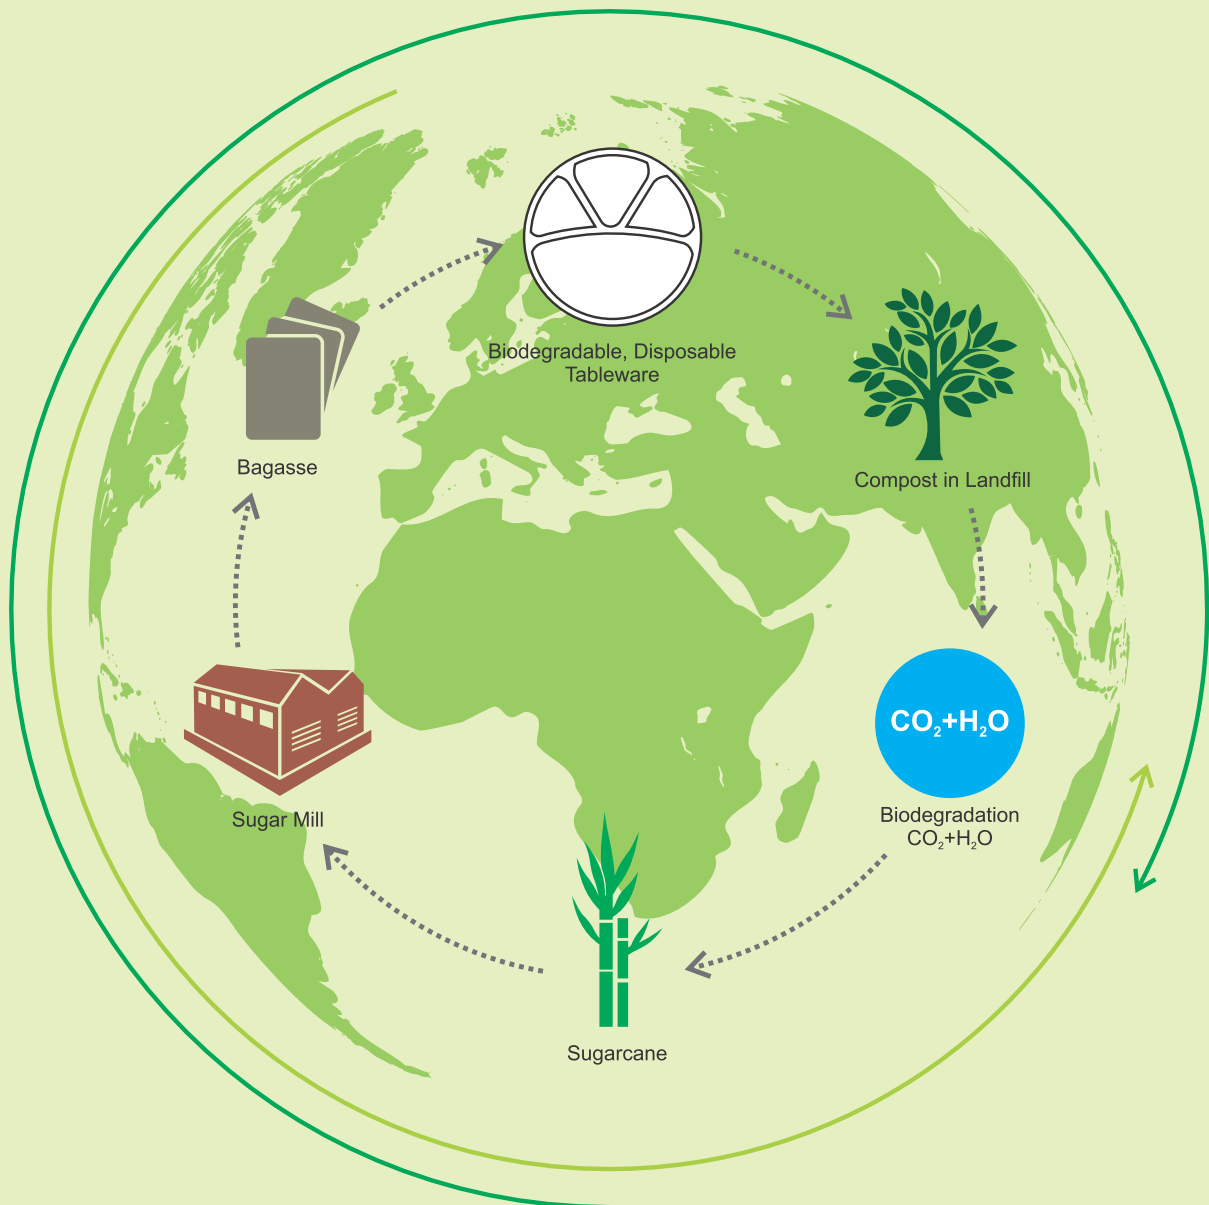 Biodegradable, Disposable
Tableware
Bagasse
Compost in Landfill
CO₂+H₂O
Sugar Mill
Biodegradation
CO₂+H₂O
Sugarcane